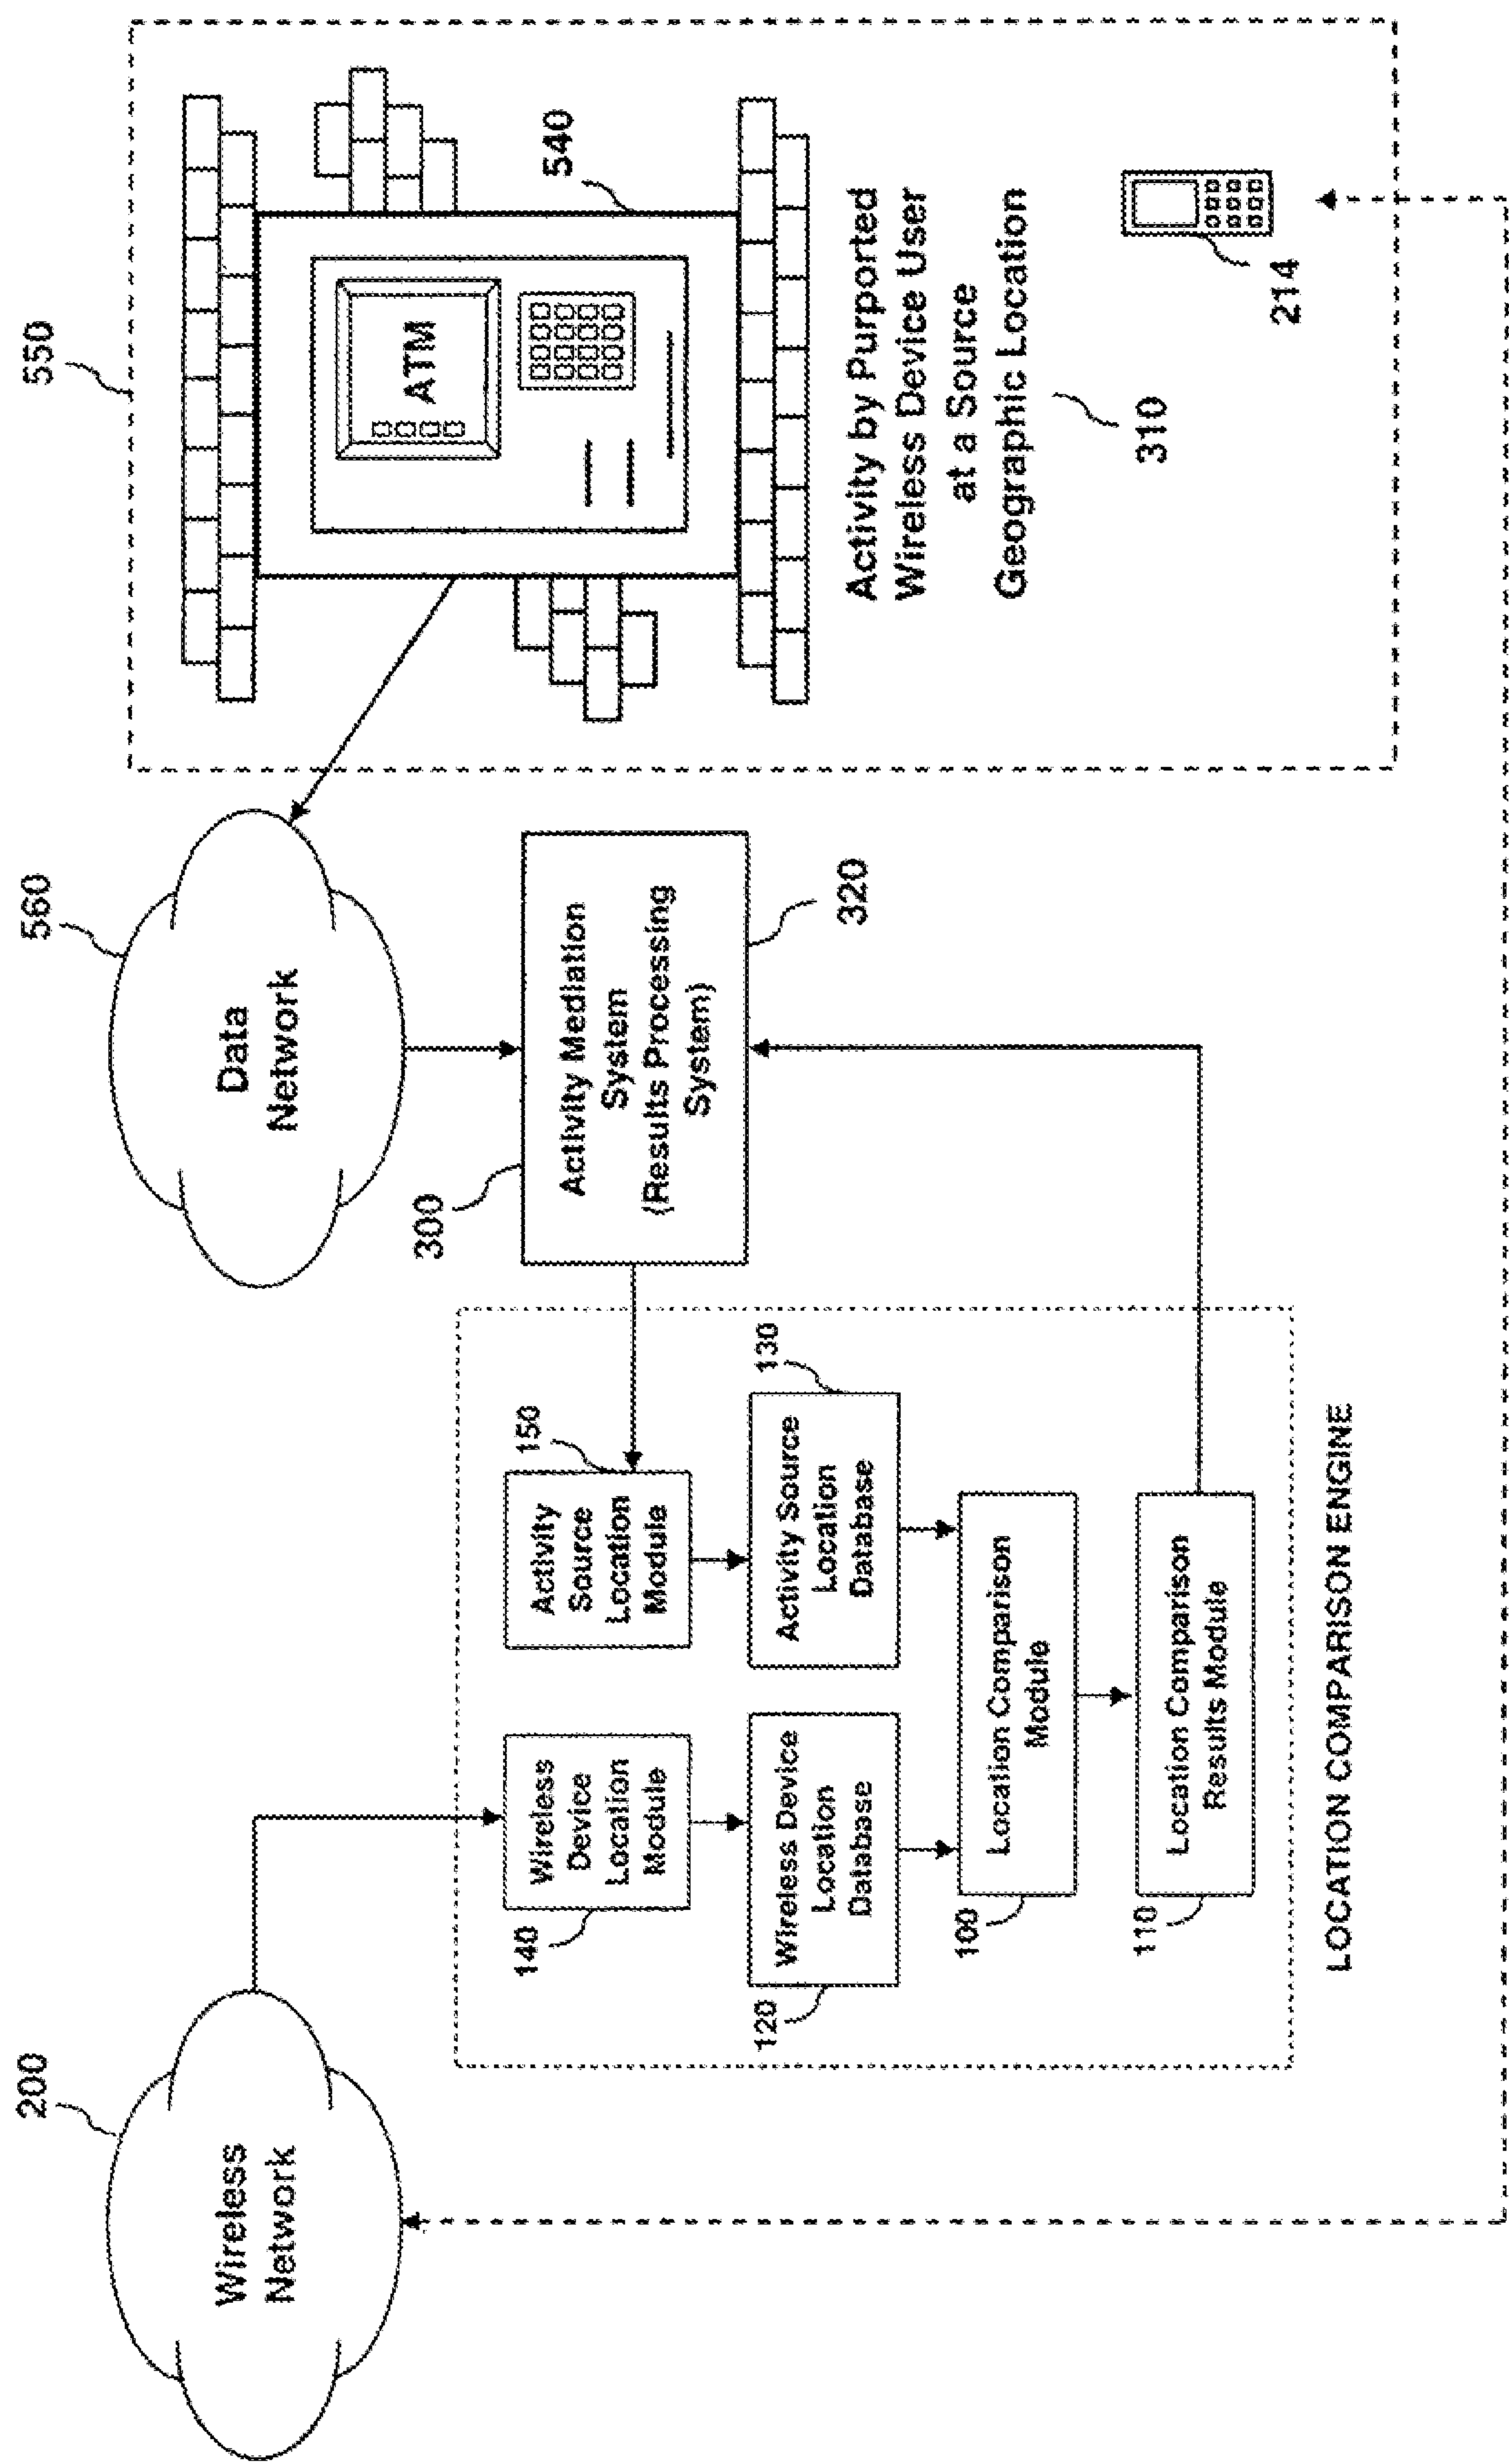 200
Wireless
Network
560
Data
Network
550
540
ATM
Activity by Purported
Wireless Device User
at a Source
Geographic Location
310
214
300
Activity Mediation
System
(Results Processing
System)
320
140
Wireless
Device
Location
Module
150
Activity
Source
Location
Module
120
Wireless Device
Location
Database
130
Activity Source
Location
Database
100
Location Comparison
Module
110
Location Comparison
Results Module
LOCATION COMPARISON ENGINE